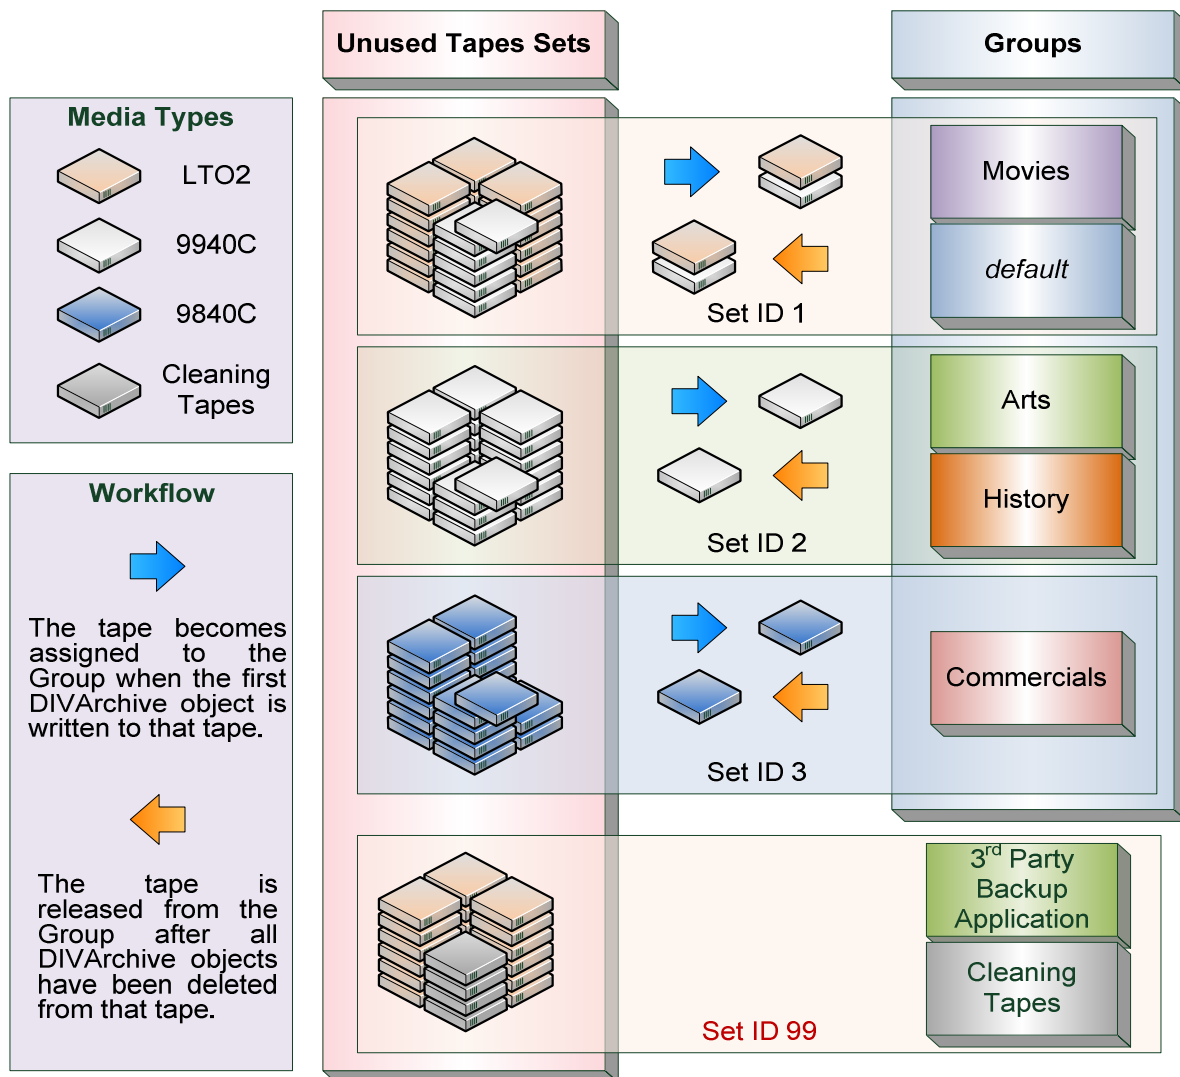 Unused Tapes Sets
Groups
Media Types
LTO2
9940C
9840C
Cleaning
Tapes
Workflow
The tape becomes
assigned to the
Group when the first
DIVArchive object is
written to that tape.
The tape is
released from the
Group after all
DIVArchive objects
have been deleted
from that tape.
Set ID 1
Movies
default
Set ID 2
Arts
History
Set ID 3
Commercials
Set ID 99
3rd Party
Backup
Application
Cleaning
Tapes